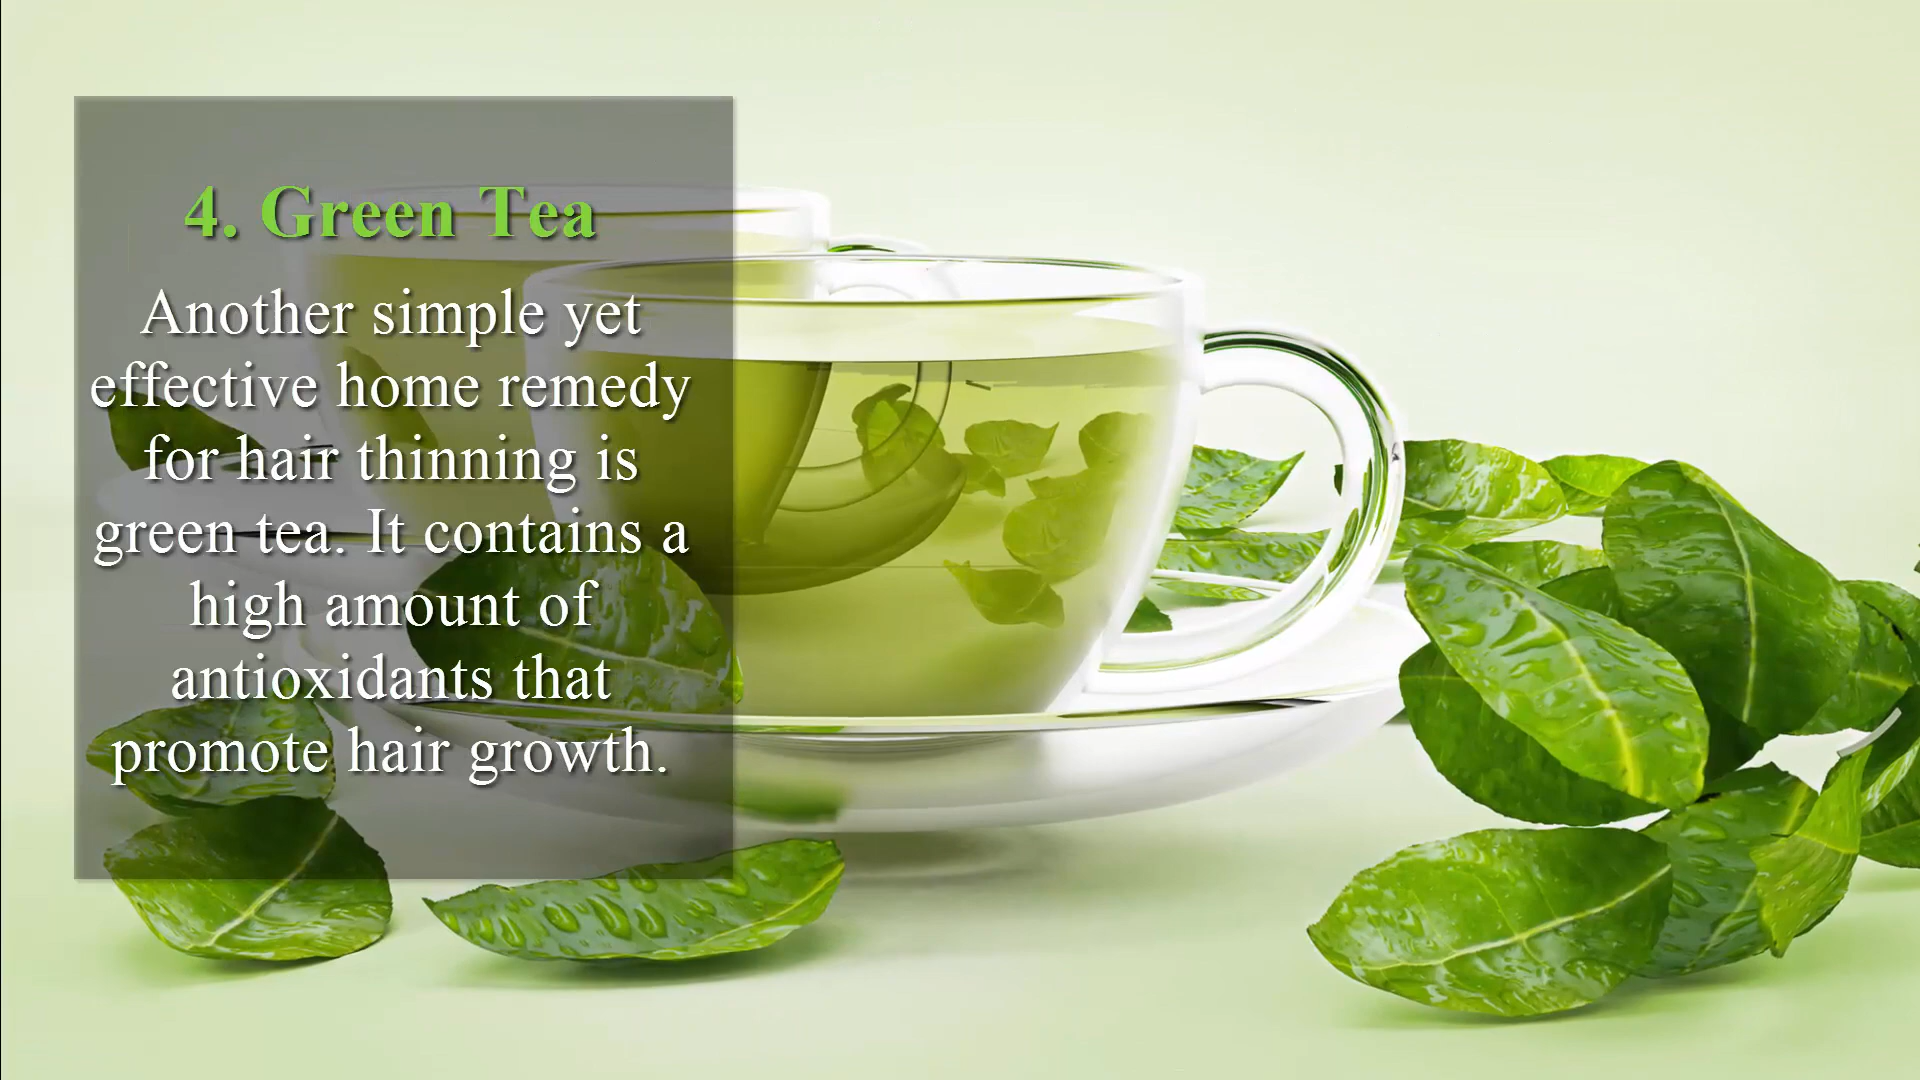 4. Green Tea
Another simple yet
effective home remedy
for hair thinning is
green tea. It contains a
high amount of
antioxidants that
promote hair growth.